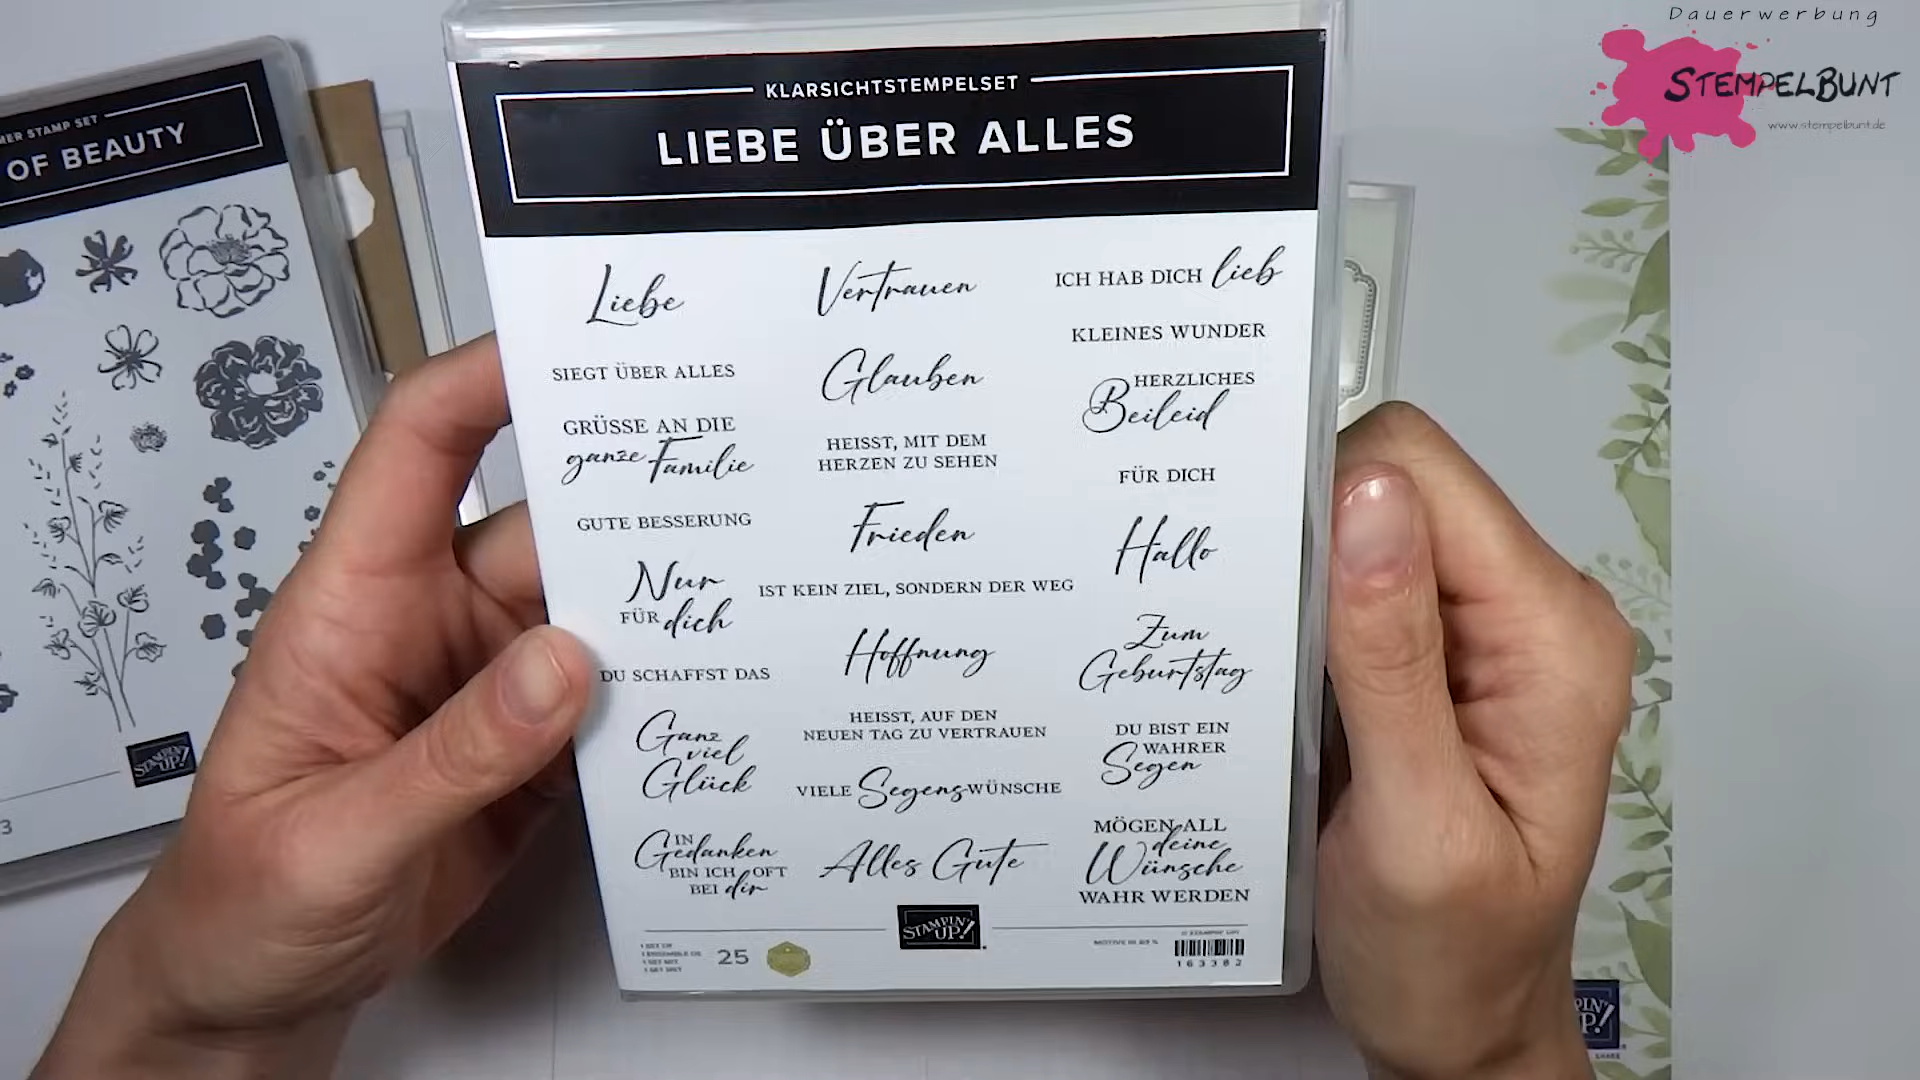 Dauerwerbung
STEMPELBUNT
www.stempelbunt.de
STAMP SET
OF BEAUTY
STAMPIN' UP!
3
KLARSICHTSTEMPELSET
LIEBE ÜBER ALLES
Liebe
SIEGT ÜBER ALLES
GRÜSSE AN DIE
ganze Familie
GUTE BESSERUNG
Nur
FÜR dich
DU SCHAFFST DAS
Ganz
viel
Glück
IN
Gedanken
BIN ICH OFT
BEI dir
Vertrauen
Glauben
HEISST, MIT DEM
HERZEN ZU SEHEN
Frieden
IST KEIN ZIEL, SONDERN DER WEG
Hoffnung
HEISST, AUF DEN
NEUEN TAG ZU VERTRAUEN
VIELE Segens-WÜNSCHE
Alles Gute
ICH HAB DICH lieb
KLEINES WUNDER
HERZLICHES
Beileid
FÜR DICH
Hallo
Zum
Geburtstag
DU BIST EIN
WAHRER
Segen
MÖGEN ALL
deine
Wünsche
WAHR WERDEN
STAMPIN' UP!
25
163382